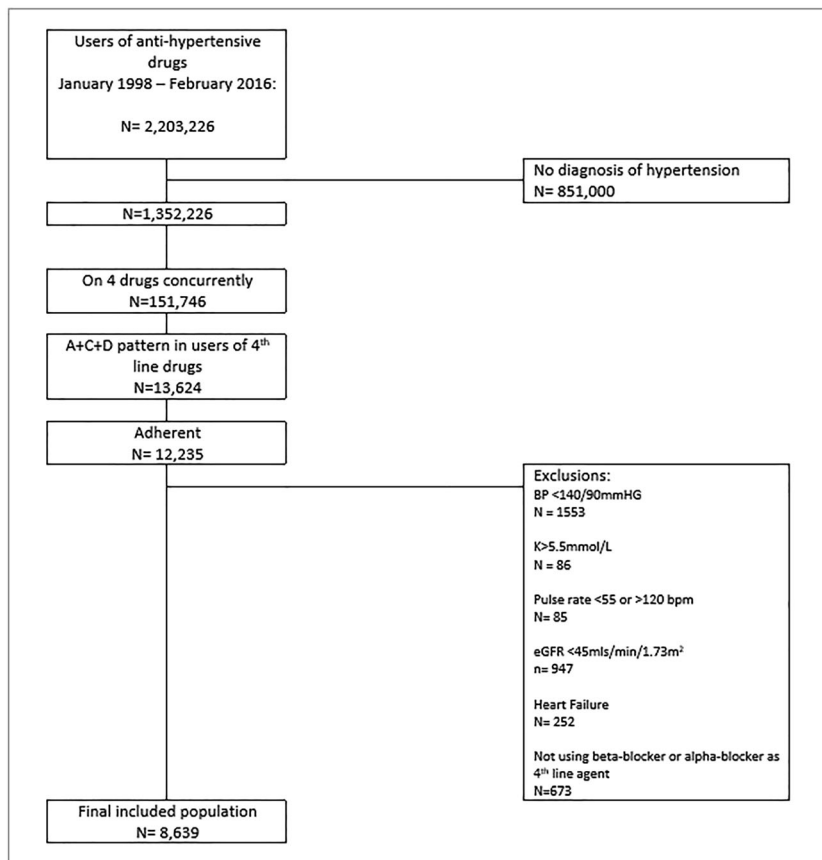 Users of anti-hypertensive
drugs
January 1998 – February 2016:
N= 2,203,226
No diagnosis of hypertension
N= 851,000
N=1,352,226
On 4 drugs concurrently
N=151,746
A+C+D pattern in users of 4th
line drugs
N=13,624
Adherent
N= 12,235
Exclusions:
BP <140/90mmHG
N = 1553
K>5.5mmol/L
N = 86
Pulse rate <55 or >120 bpm
N= 85
eGFR <45mls/min/1.73m²
n= 947
Heart Failure
N= 252
Not using beta-blocker or alpha-blocker as
4th line agent
N=673
Final included population
N= 8,639